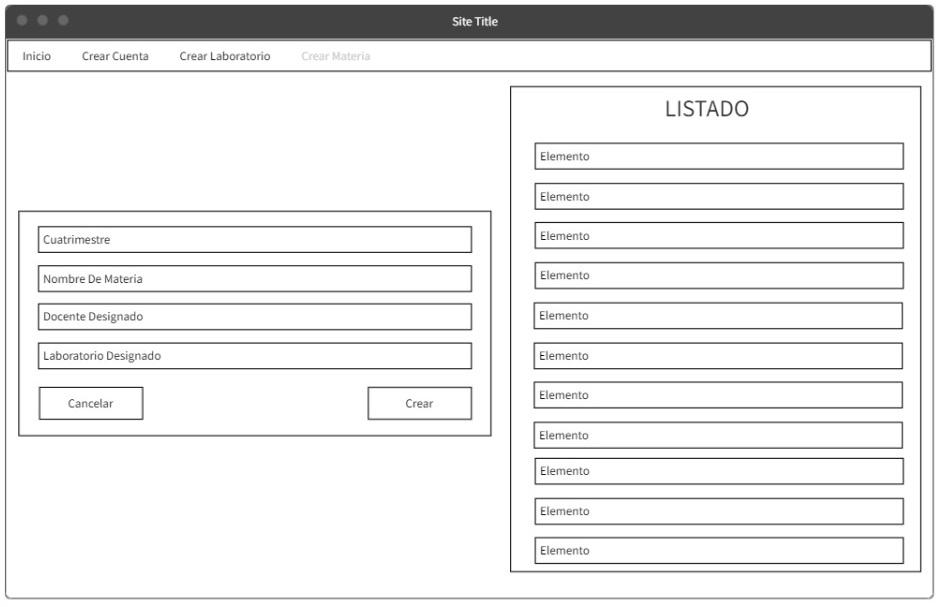 Site Title
Inicio Crear Cuenta Crear Laboratorio Crear Materia
Cuatrimestre
Nombre De Materia
Docente Designado
Laboratorio Designado
Cancelar Crear
LISTADO
Elemento
Elemento
Elemento
Elemento
Elemento
Elemento
Elemento
Elemento
Elemento
Elemento
Elemento